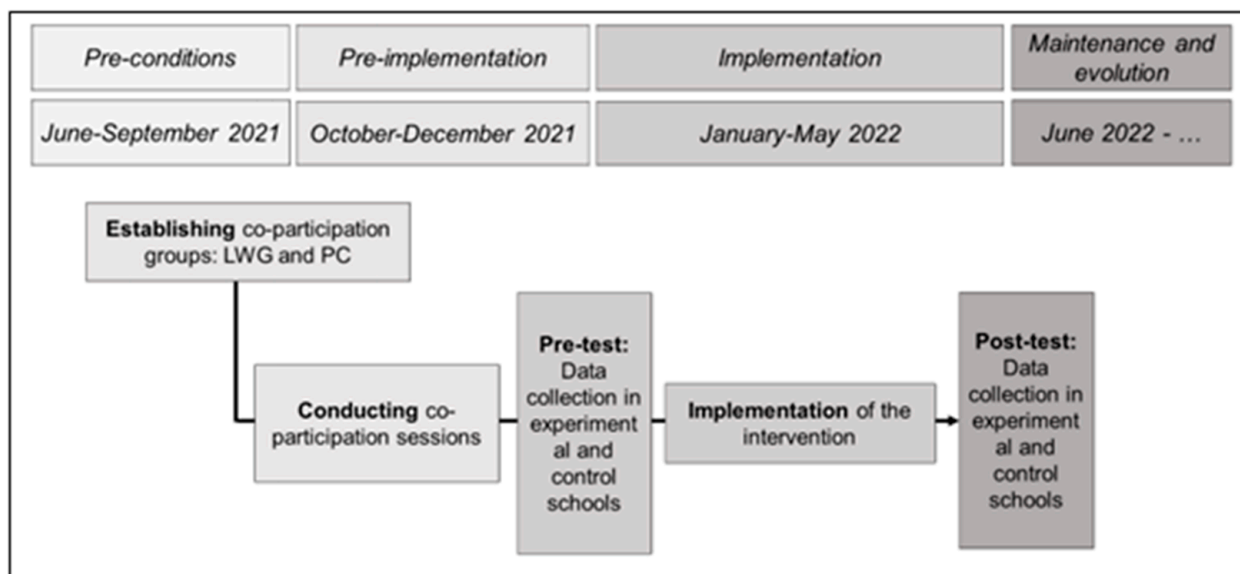 Pre-conditions
Pre-implementation
Implementation
Maintenance and
evolution
June-September 2021
October-December 2021
January-May 2022
June 2022 - ...
Establishing co-participation
groups: LWG and PC
Conducting co-
participation sessions
Pre-test:
Data
collection in
experiment
al and
control
schools
Implementation of the
intervention
Post-test:
Data
collection in
experiment
al and
control
schools